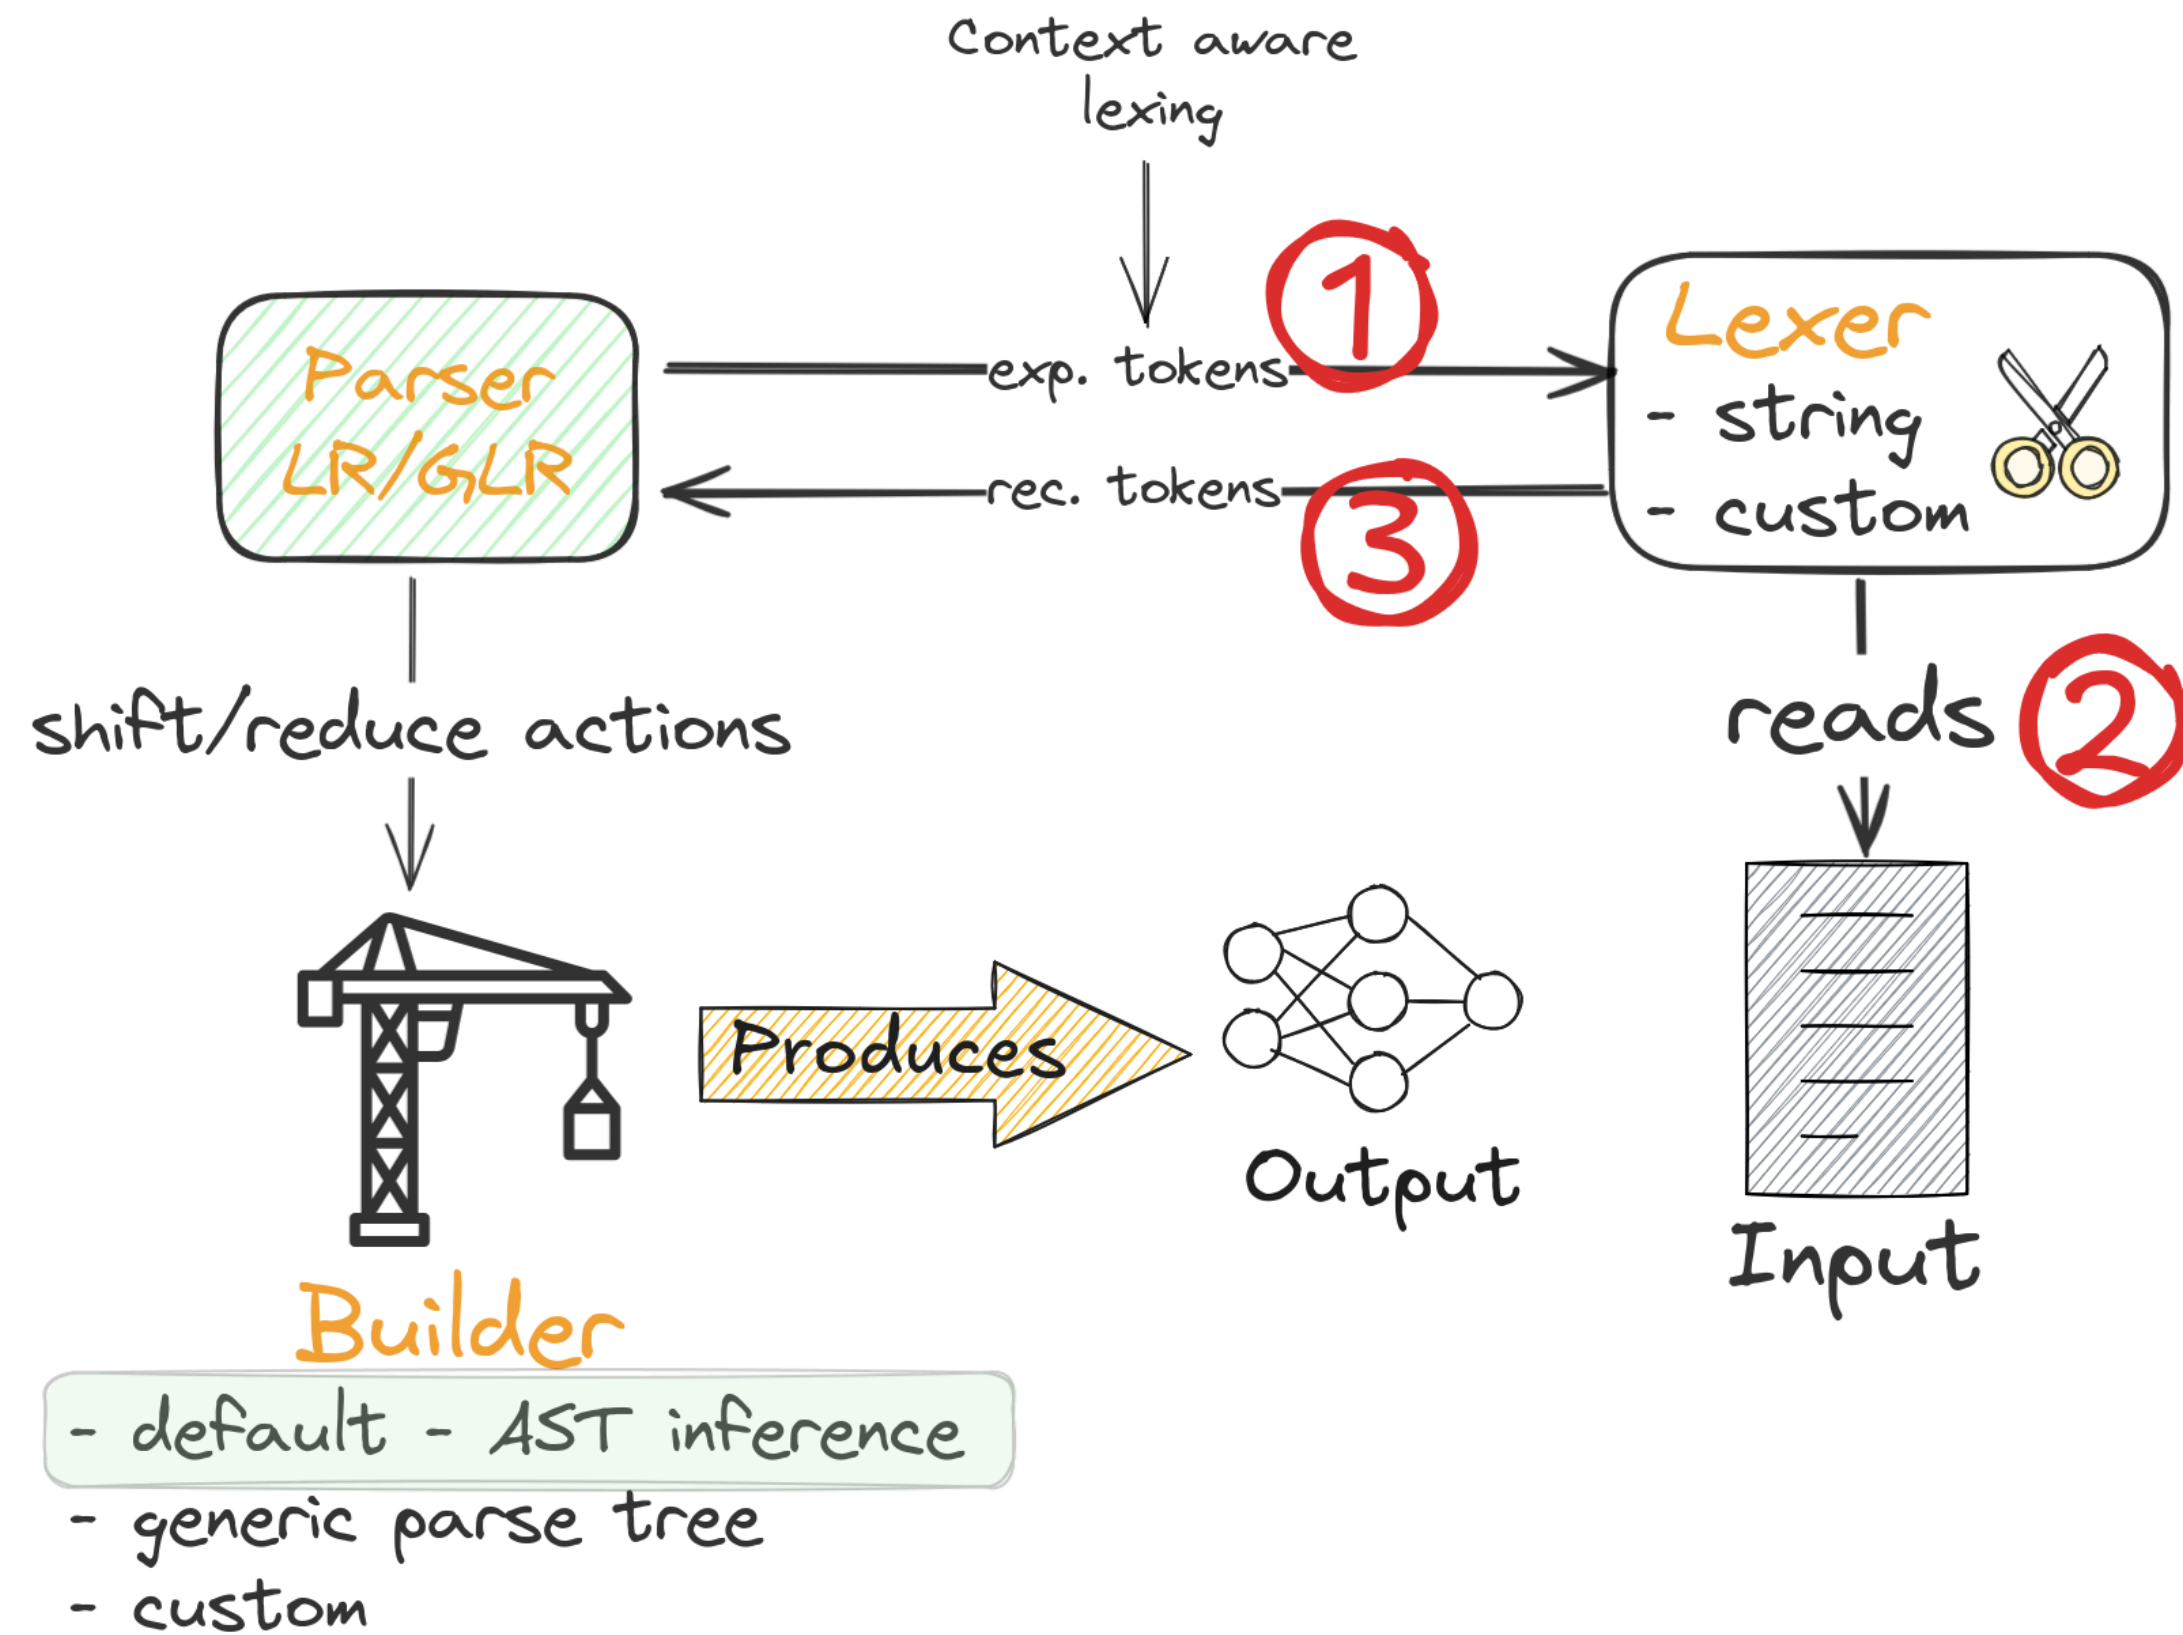 Context aware
lexing
1
exp. tokens
Parser
LR/GLR
Lexer
- string
- custom
rec. tokens
3
shift/reduce actions
reads
2
Produces
Output
Input
Builder
- default - AST inference
- generic parse tree
- custom